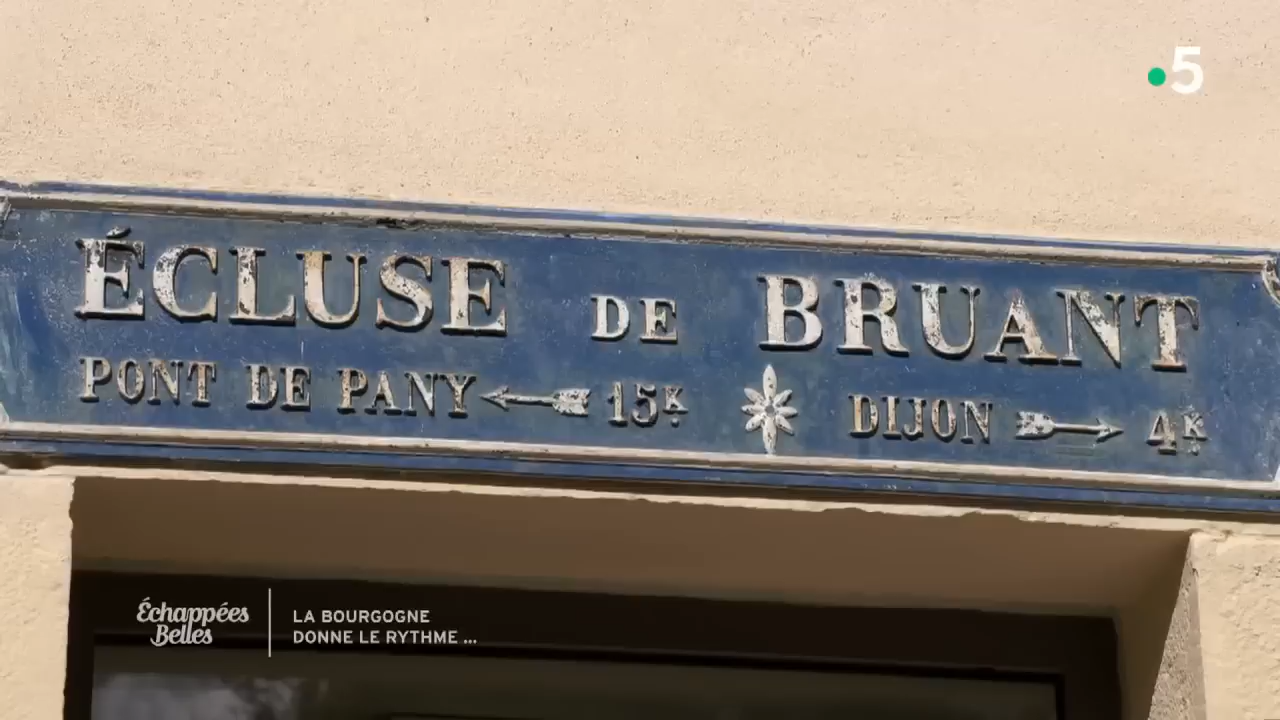 5
ÉCLUSE DE BRUANT
PONT DE PANY 15K. DIJON 4K.
Échappées
Belles
LA BOURGOGNE
DONNE LE RYTHME ...